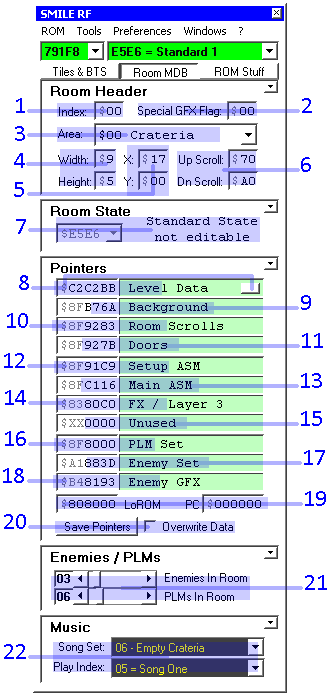 SMILE RF
ROM Tools Preferences Windows ?
791F8 E5E6 = Standard 1
Tiles & BTS Room MDB ROM Stuff
Room Header
1 Index: $00 Special GFX Flag: $00 2
3 Area: $00 Crateria
4 Width: $9 X: $17 Up Scroll: $70 6
5 Height: $5 Y: $00 Dn Scroll: $A0
Room State
7 $E5E6 Standard State
not editable
Pointers
8 $C2C2BB Level Data
$8FB76A Background 9
10 $8F9283 Room Scrolls
$8F927B Doors 11
12 $8F91C9 Setup ASM
$8FC116 Main ASM 13
14 $8380C0 FX / Layer 3
$XX0000 Unused 15
16 $8F8000 PLM Set
$A1883D Enemy Set 17
18 $B48193 Enemy GFX
$808000 LoROM PC $000000 19
20 Save Pointers Overwrite Data
Enemies / PLMs
03 Enemies In Room
06 PLMs In Room 21
Music
Song Set: 06 - Empty Crateria
22 Play Index: 05 = Song One